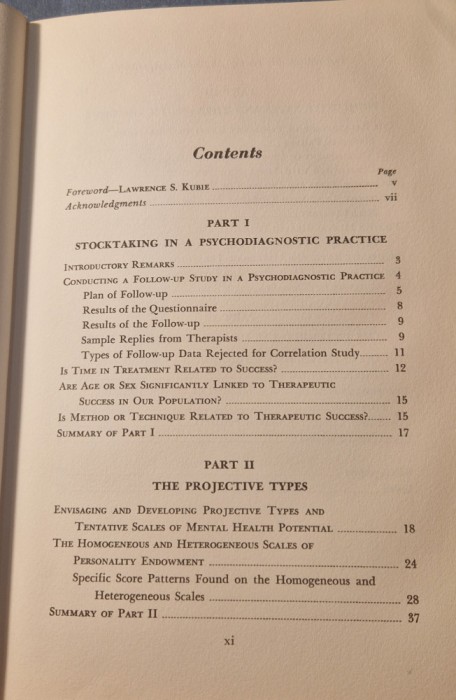 Contents
Page
Foreword—LAWRENCE S. KUBIE v
Acknowledgments vii
PART I
STOCKTAKING IN A PSYCHODIAGNOSTIC PRACTICE
INTRODUCTORY REMARKS 3
CONDUCTING A FOLLOW-UP STUDY IN A PSYCHODIAGNOSTIC PRACTICE 4
Plan of Follow-up 5
Results of the Questionnaire 8
Results of the Follow-up 9
Sample Replies from Therapists 9
Types of Follow-up Data Rejected for Correlation Study 11
IS TIME IN TREATMENT RELATED TO SUCCESS? 12
ARE AGE OR SEX SIGNIFICANTLY LINKED TO THERAPEUTIC
SUCCESS IN OUR POPULATION? 15
IS METHOD OR TECHNIQUE RELATED TO THERAPEUTIC SUCCESS? 15
SUMMARY OF PART I 17
PART II
THE PROJECTIVE TYPES
ENVISAGING AND DEVELOPING PROJECTIVE TYPES AND
TENTATIVE SCALES OF MENTAL HEALTH POTENTIAL 18
THE HOMOGENEOUS AND HETEROGENEOUS SCALES OF
PERSONALITY ENDOWMENT 24
Specific Score Patterns Found on the Homogeneous and
Heterogeneous Scales 28
SUMMARY OF PART II 37
xi